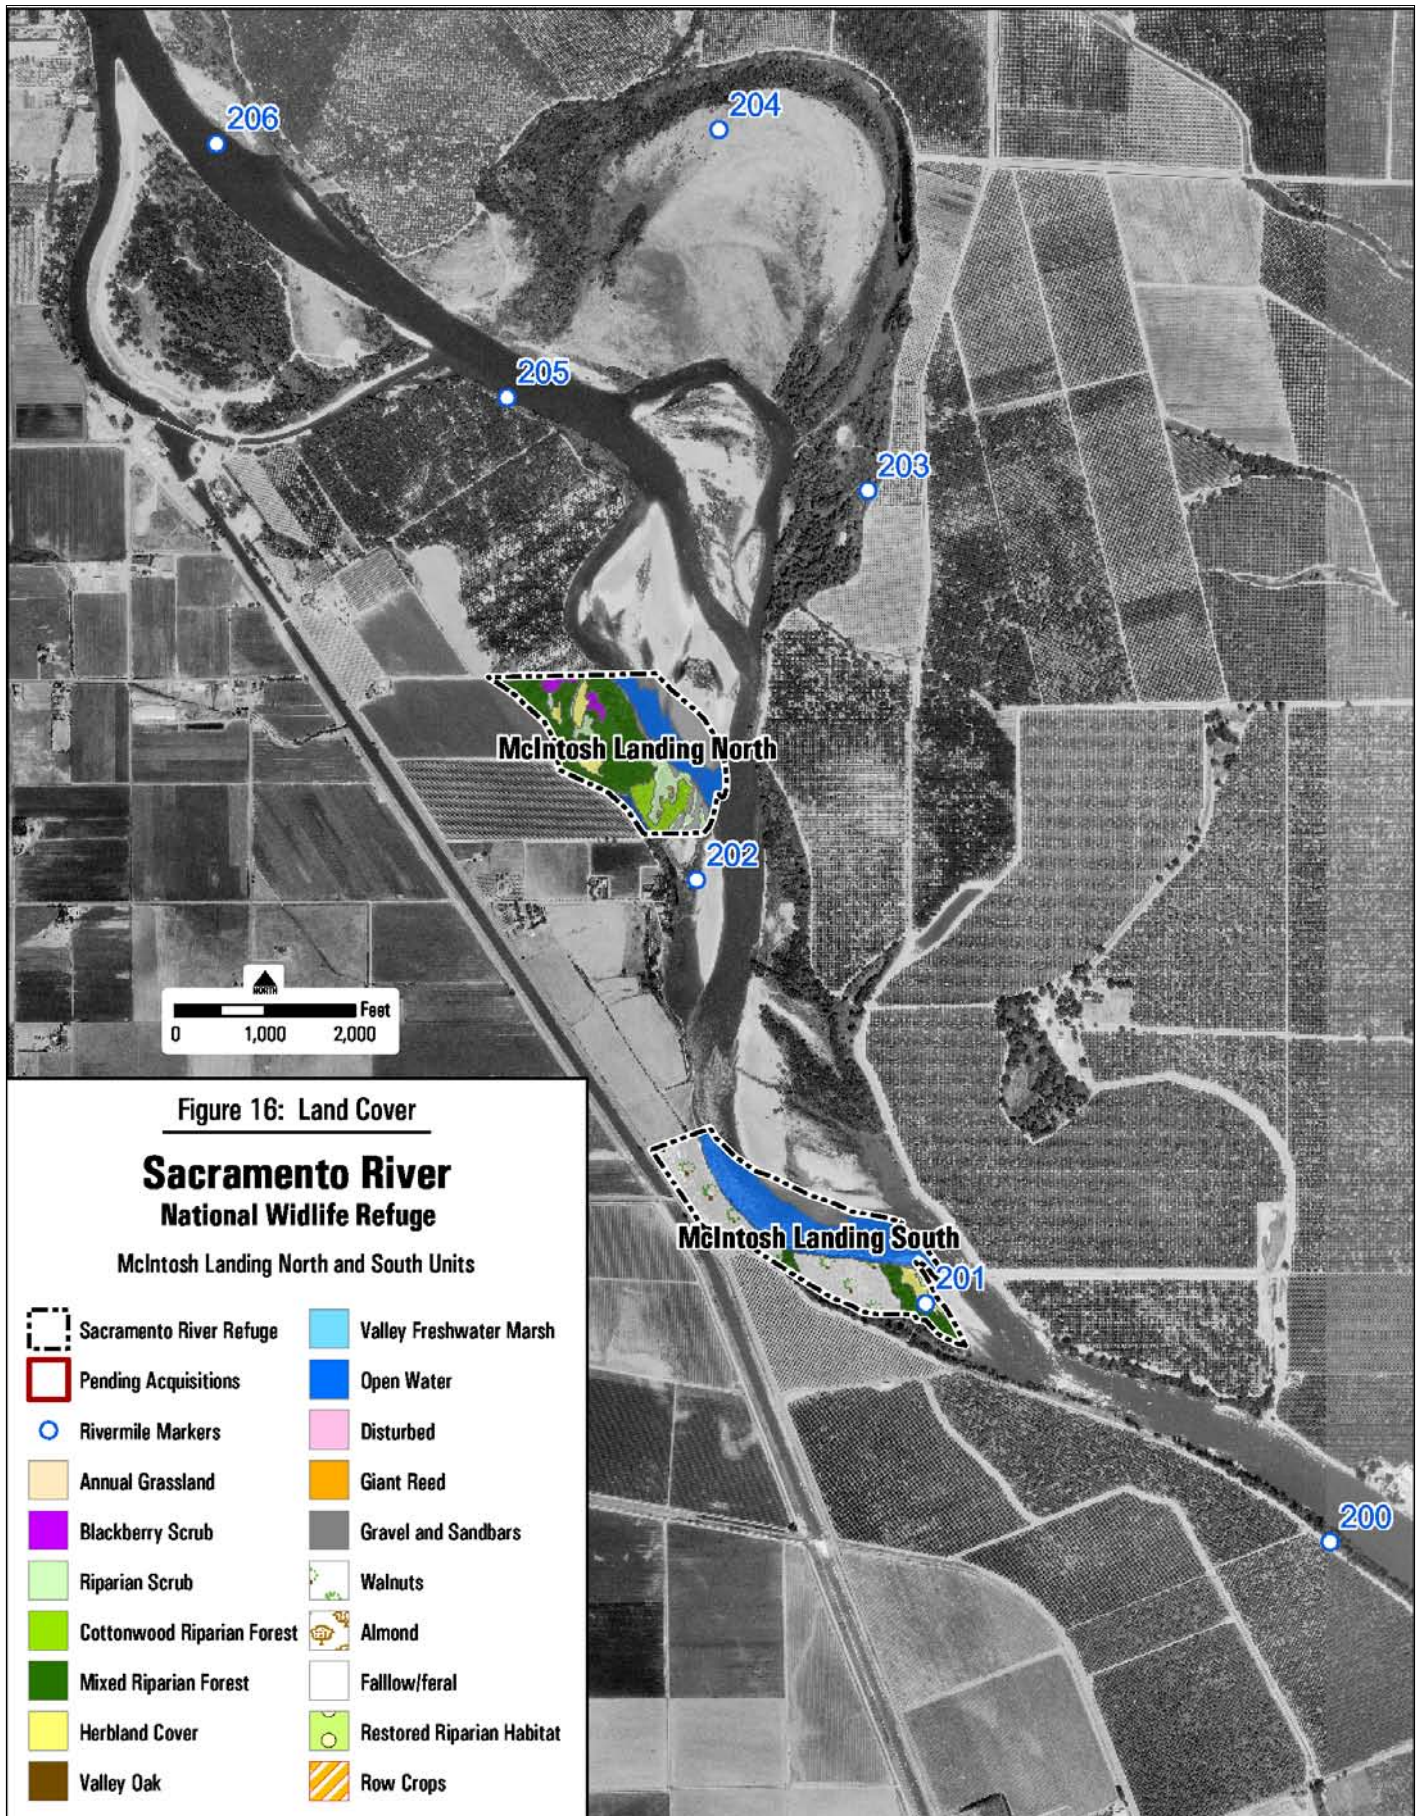 206
204
205
203
McIntosh Landing North
202
NORTH
Feet
0 1,000 2,000
Figure 16: Land Cover
Sacramento River
National Widlife Refuge
McIntosh Landing North and South Units
McIntosh Landing South
201
200
Sacramento River Refuge
Pending Acquisitions
Rivermile Markers
Annual Grassland
Blackberry Scrub
Riparian Scrub
Cottonwood Riparian Forest
Mixed Riparian Forest
Herbland Cover
Valley Oak
Valley Freshwater Marsh
Open Water
Disturbed
Giant Reed
Gravel and Sandbars
Walnuts
Almond
Falllow/feral
Restored Riparian Habitat
Row Crops